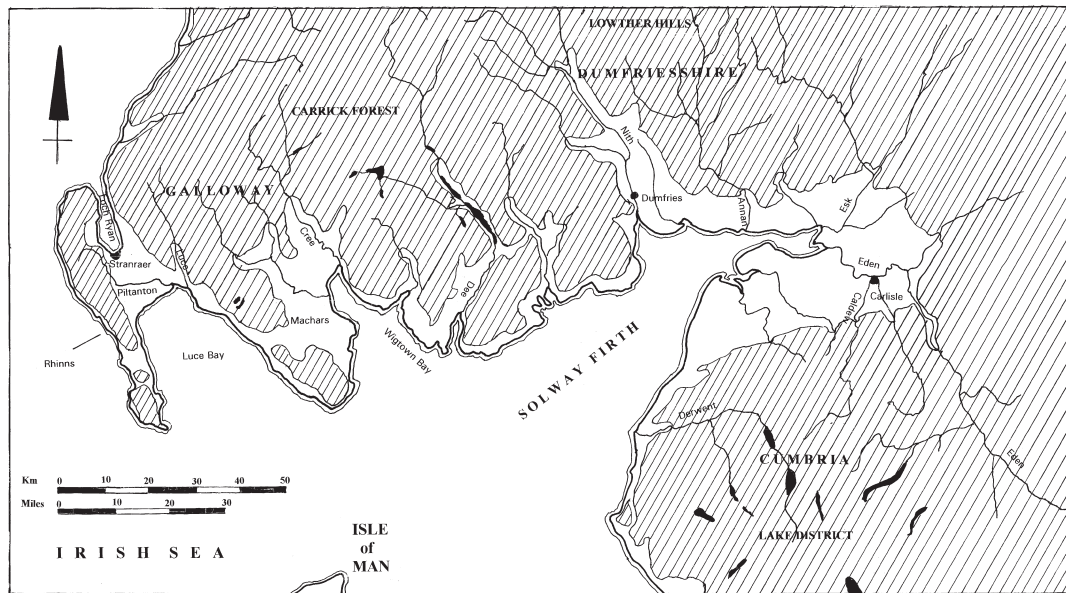 LOWTHER HILLS
DUMFRIESSHIRE
CARRICK FOREST
Nith
GALLOWAY
Dumfries
Annan
Esk
Loch Ryan
Cree
Luce
Stranraer
Eden
Piltanton
Dee
Caldew
Carlisle
Machars
Wigtown Bay
Rhinns
Luce Bay
SOLWAY FIRTH
Derwent
CUMBRIA
Eden
Km 0 10 20 30 40 50
Miles 0 10 20 30
ISLE
of
MAN
LAKE DISTRICT
IRISH SEA